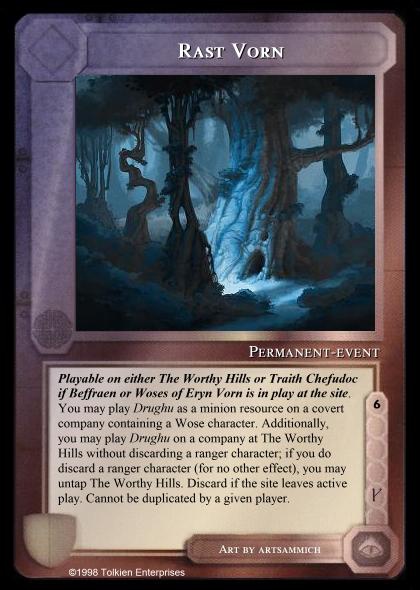 Rast Vorn
Permanent-event
Playable on either The Worthy Hills or Traith Chefudoc
if Beffraen or Woses of Eryn Vorn is in play at the site.
You may play Drughu as a minion resource on a covert
company containing a Wose character. Additionally,
you may play Drughu on a company at The Worthy
Hills without discarding a ranger character; if you do
discard a ranger character (for no other effect), you may
untap The Worthy Hills. Discard if the site leaves active
play. Cannot be duplicated by a given player.
6
Art by artsammich
©1998 Tolkien Enterprises